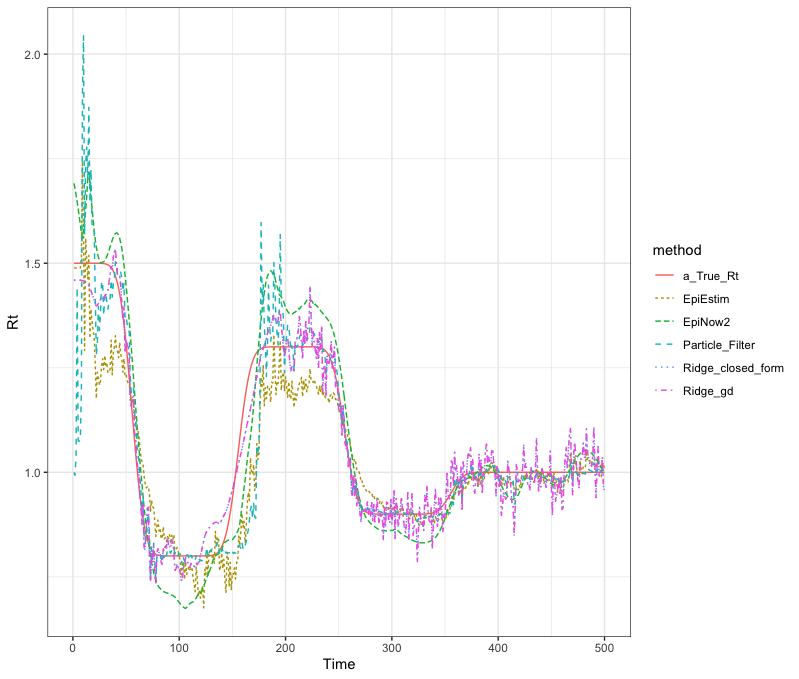 2.0
1.5
1.0
Rt
0
100
200
300
400
500
Time
method
a_True_Rt
EpiEstim
EpiNow2
Particle_Filter
Ridge_closed_form
Ridge_gd